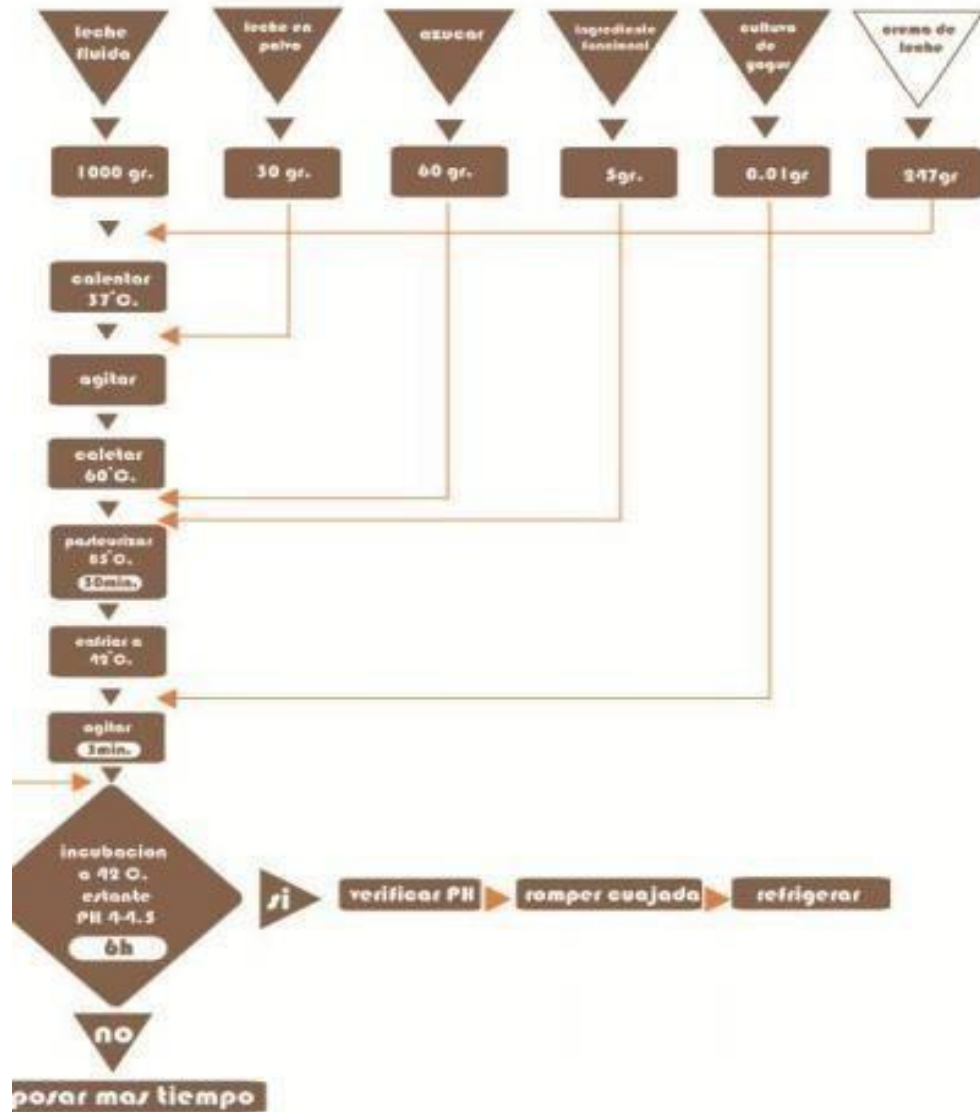 leche
fluida
leche en
polvo
azucar
ingrediente
funcional
cultivo
de
yogur
crema de
leche
1000 gr.
30 gr.
60 gr.
5gr.
0.01gr
247gr
calentar
37°C.
agitar
caletar
60°C.
pasteurizar
85°C.
30min.
enfriar a
42°C.
agitar
3min.
incubacion
a 42 C.
estante
PH 4-4.5
6h
si
verificar PH
romper cuajada
refrigerar
no
posar mas tiempo